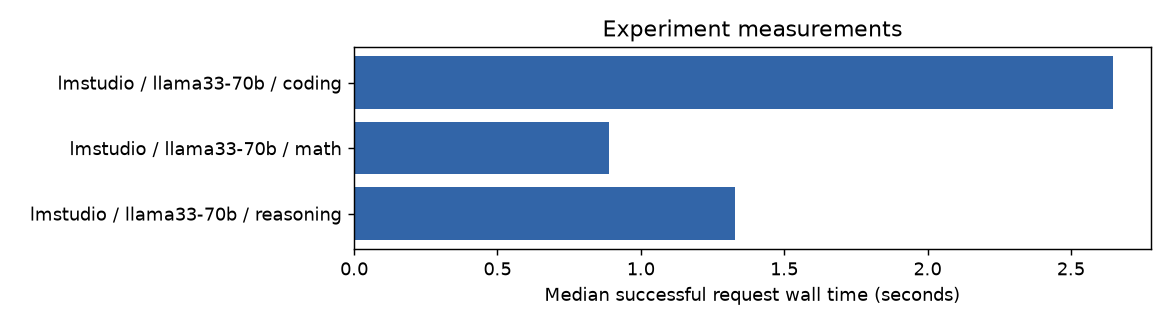 Experiment measurements
lmstudio / llama33-70b / coding
lmstudio / llama33-70b / math
lmstudio / llama33-70b / reasoning
0.0 0.5 1.0 1.5 2.0 2.5
Median successful request wall time (seconds)